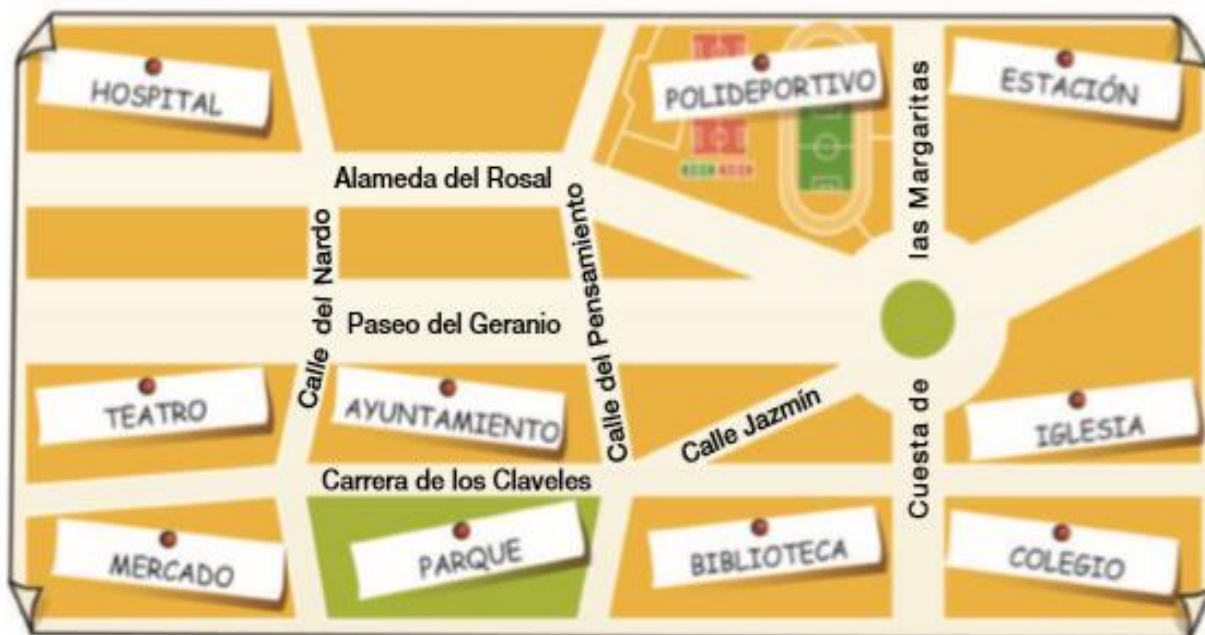 HOSPITAL
POLIDEPORTIVO
ESTACIÓN
Alameda del Rosal
Cuesta de las Margaritas
Calle del Nardo
Calle del Pensamiento
Paseo del Geranio
TEATRO
AYUNTAMIENTO
Calle Jazmín
IGLESIA
Carrera de los Claveles
MERCADO
PARQUE
BIBLIOTECA
COLEGIO